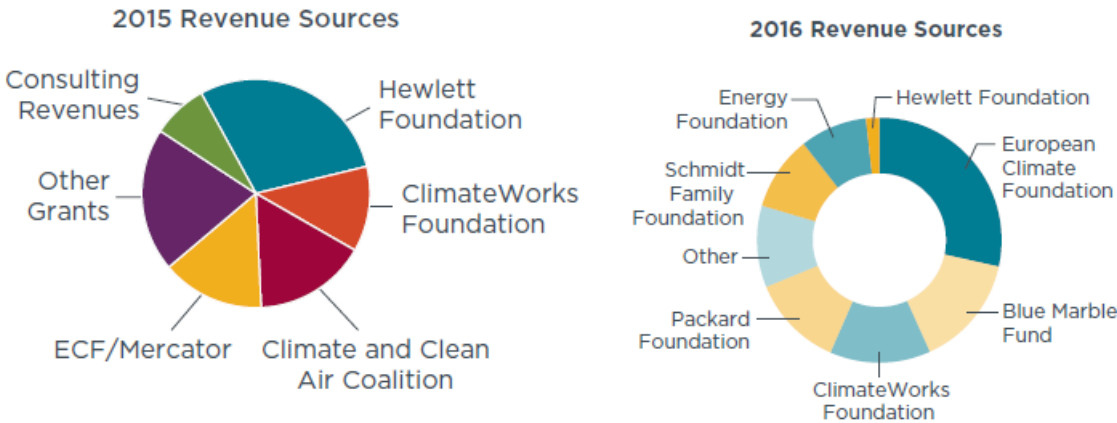 2015 Revenue Sources
Consulting
Revenues
Hewlett
Foundation
Other
Grants
ClimateWorks
Foundation
ECF/Mercator
Climate and Clean
Air Coalition
2016 Revenue Sources
Energy
Foundation
Hewlett Foundation
European
Climate
Foundation
Schmidt
Family
Foundation
Other
Packard
Foundation
Blue Marble
Fund
ClimateWorks
Foundation